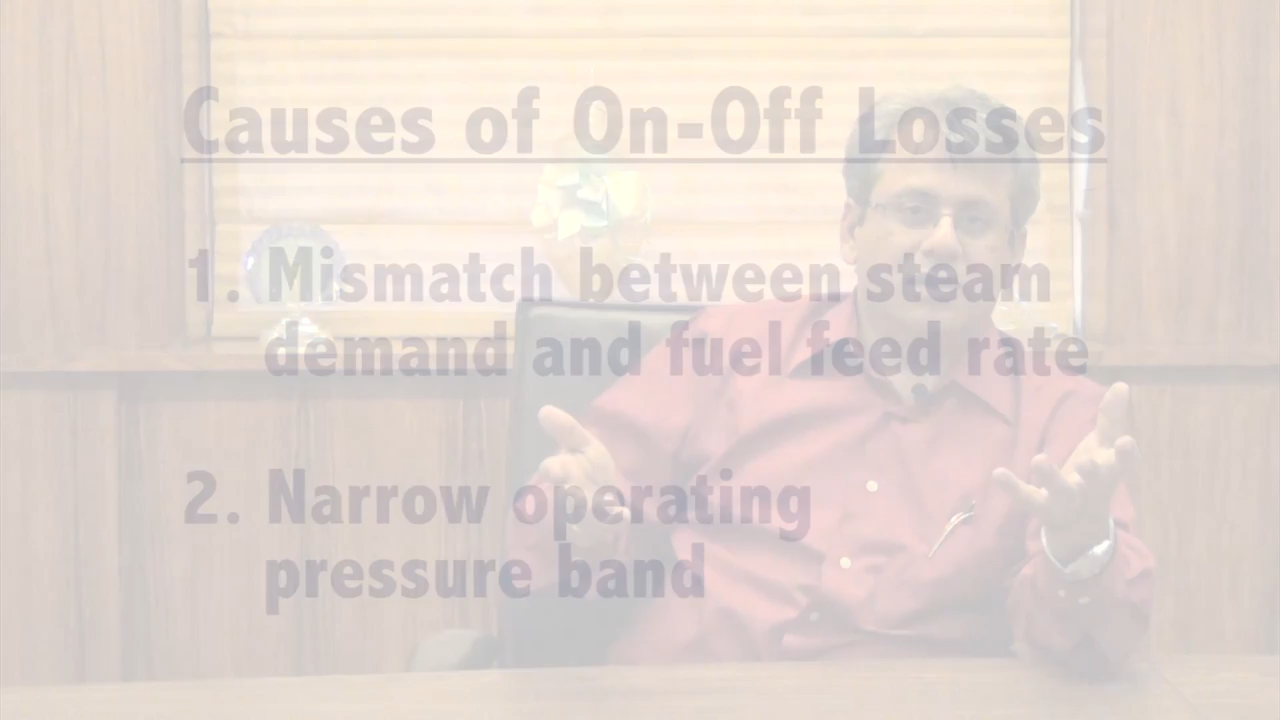 Causes of On-Off Losses
1. Mismatch between steam
demand and fuel feed rate
2. Narrow operating
pressure band